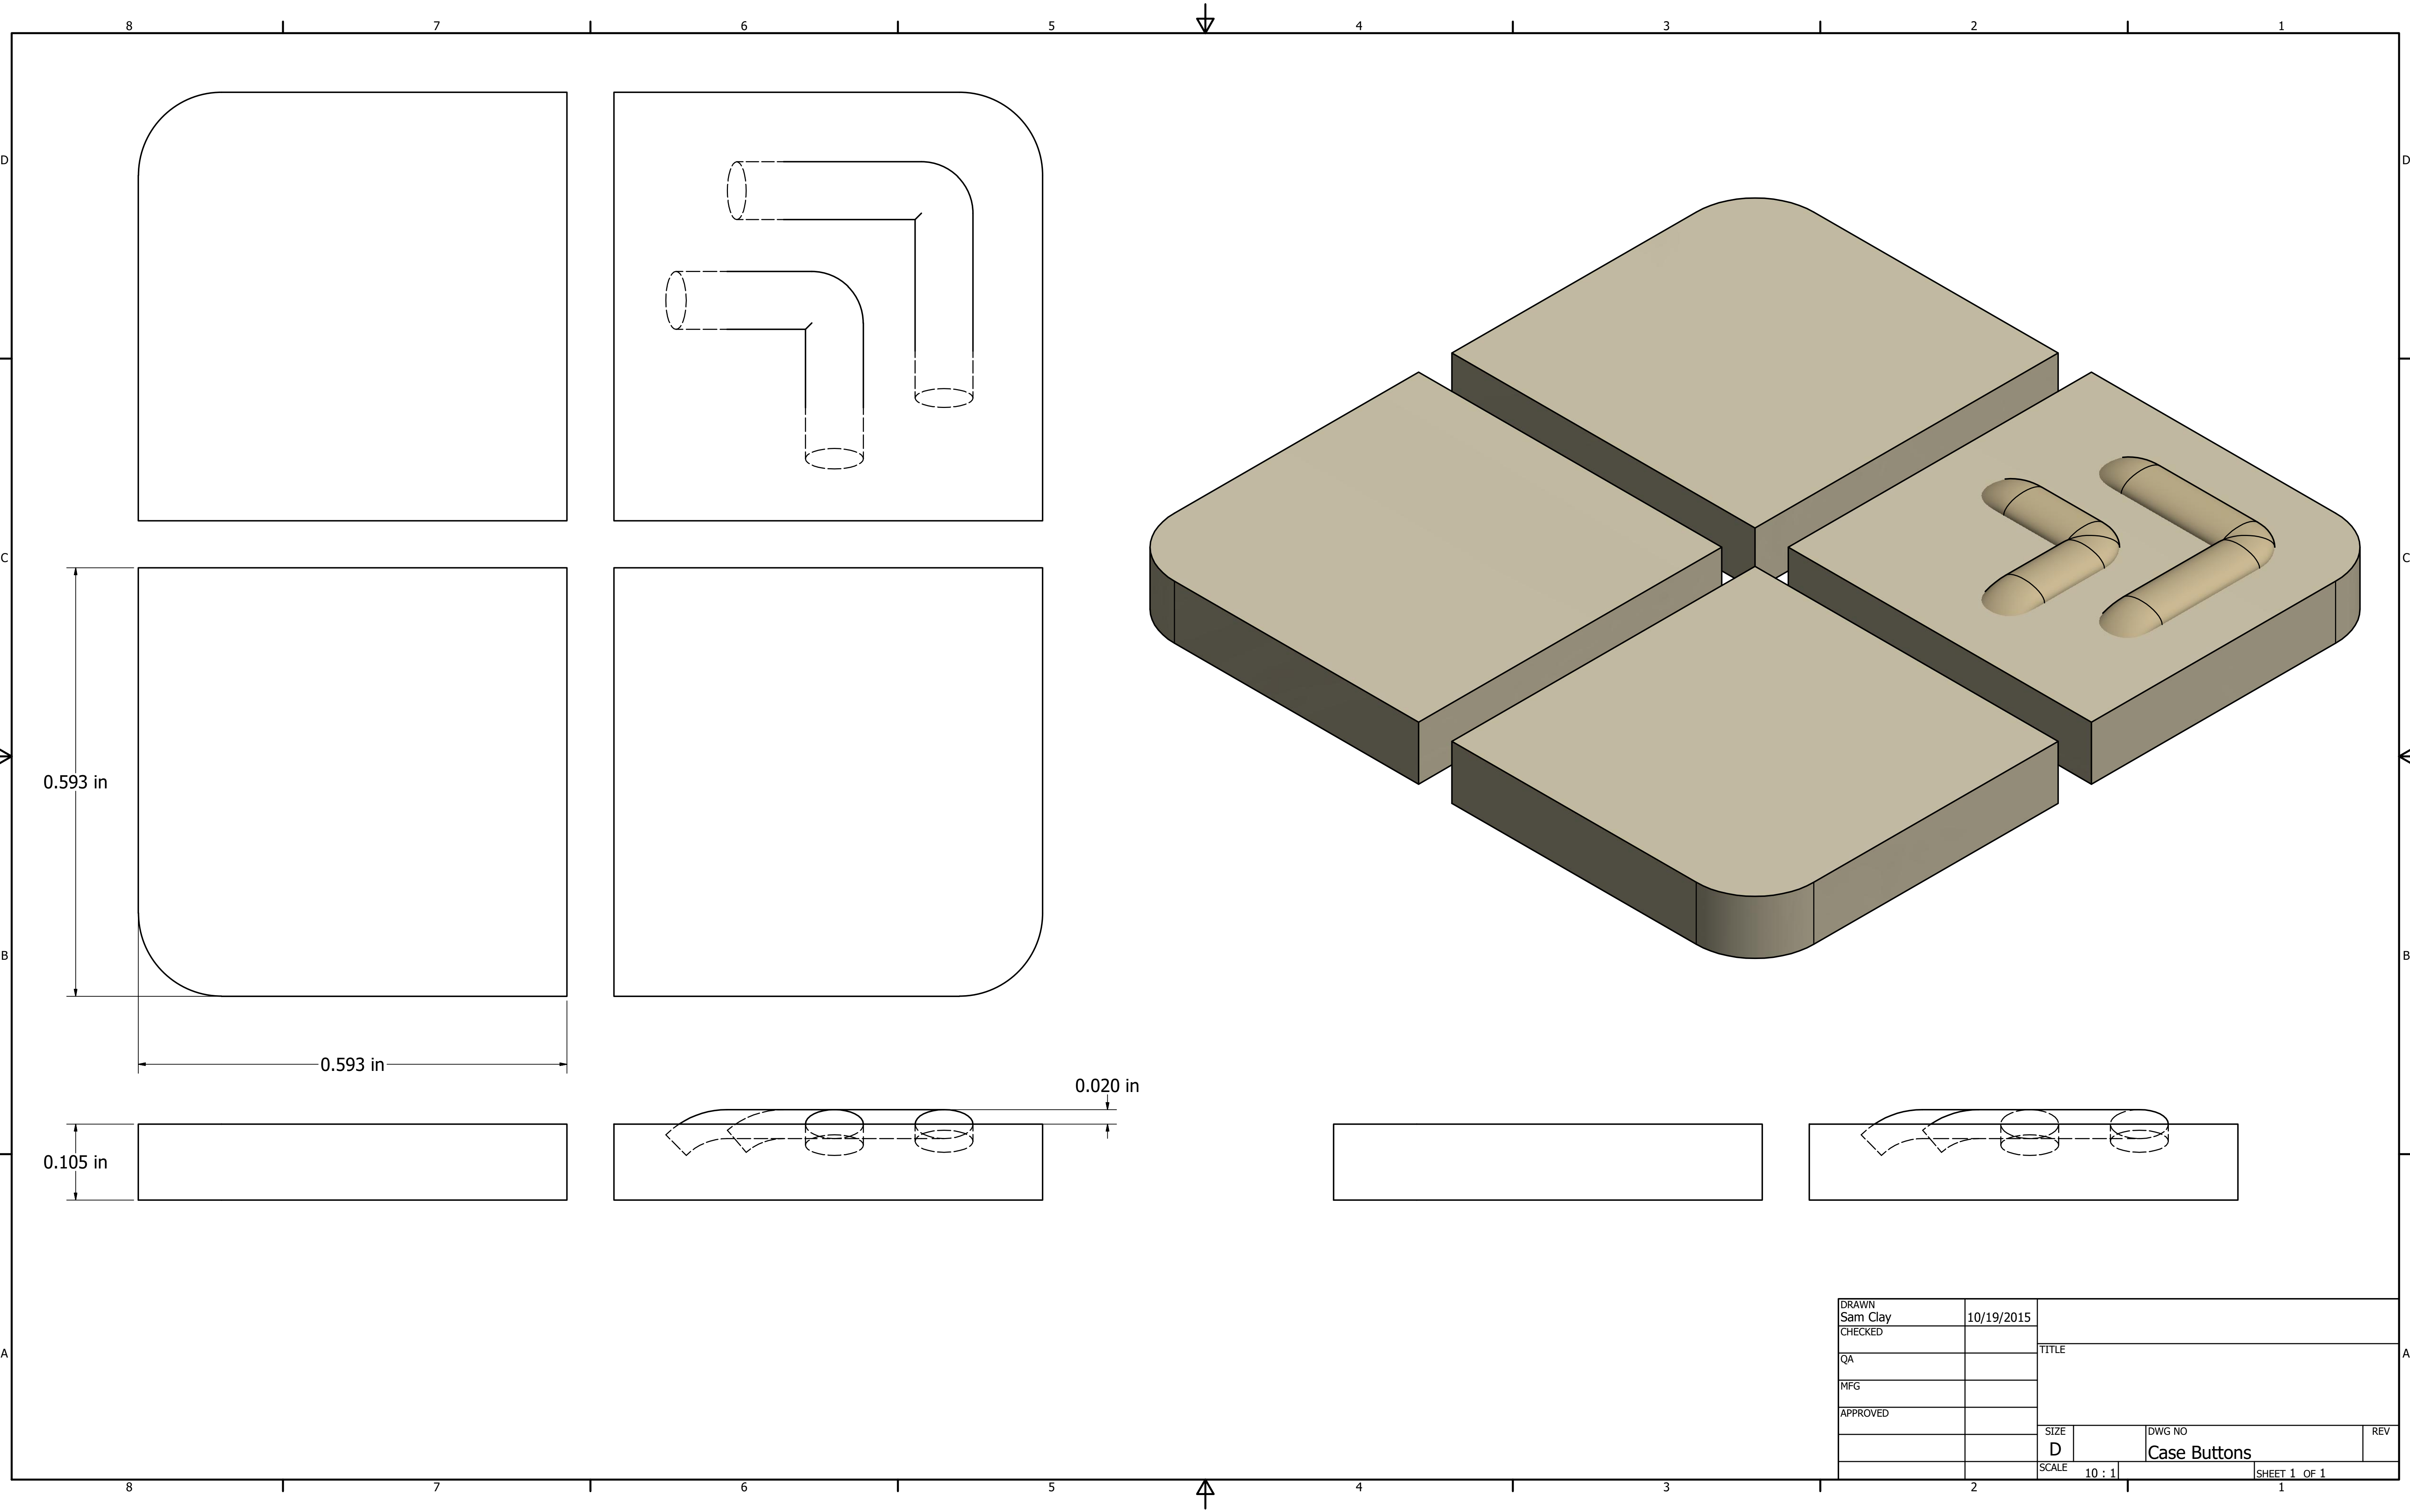 8 7 6 5 4 3 2 1
D D
C C
0.593 in
B B
0.593 in
0.020 in
0.105 in
DRAWN
Sam Clay 10/19/2015
CHECKED
TITLE
QA
MFG
APPROVED
SIZE DWG NO REV
D Case Buttons
SCALE 10 : 1 SHEET 1 OF 1
A A
8 7 6 5 4 3 2 1